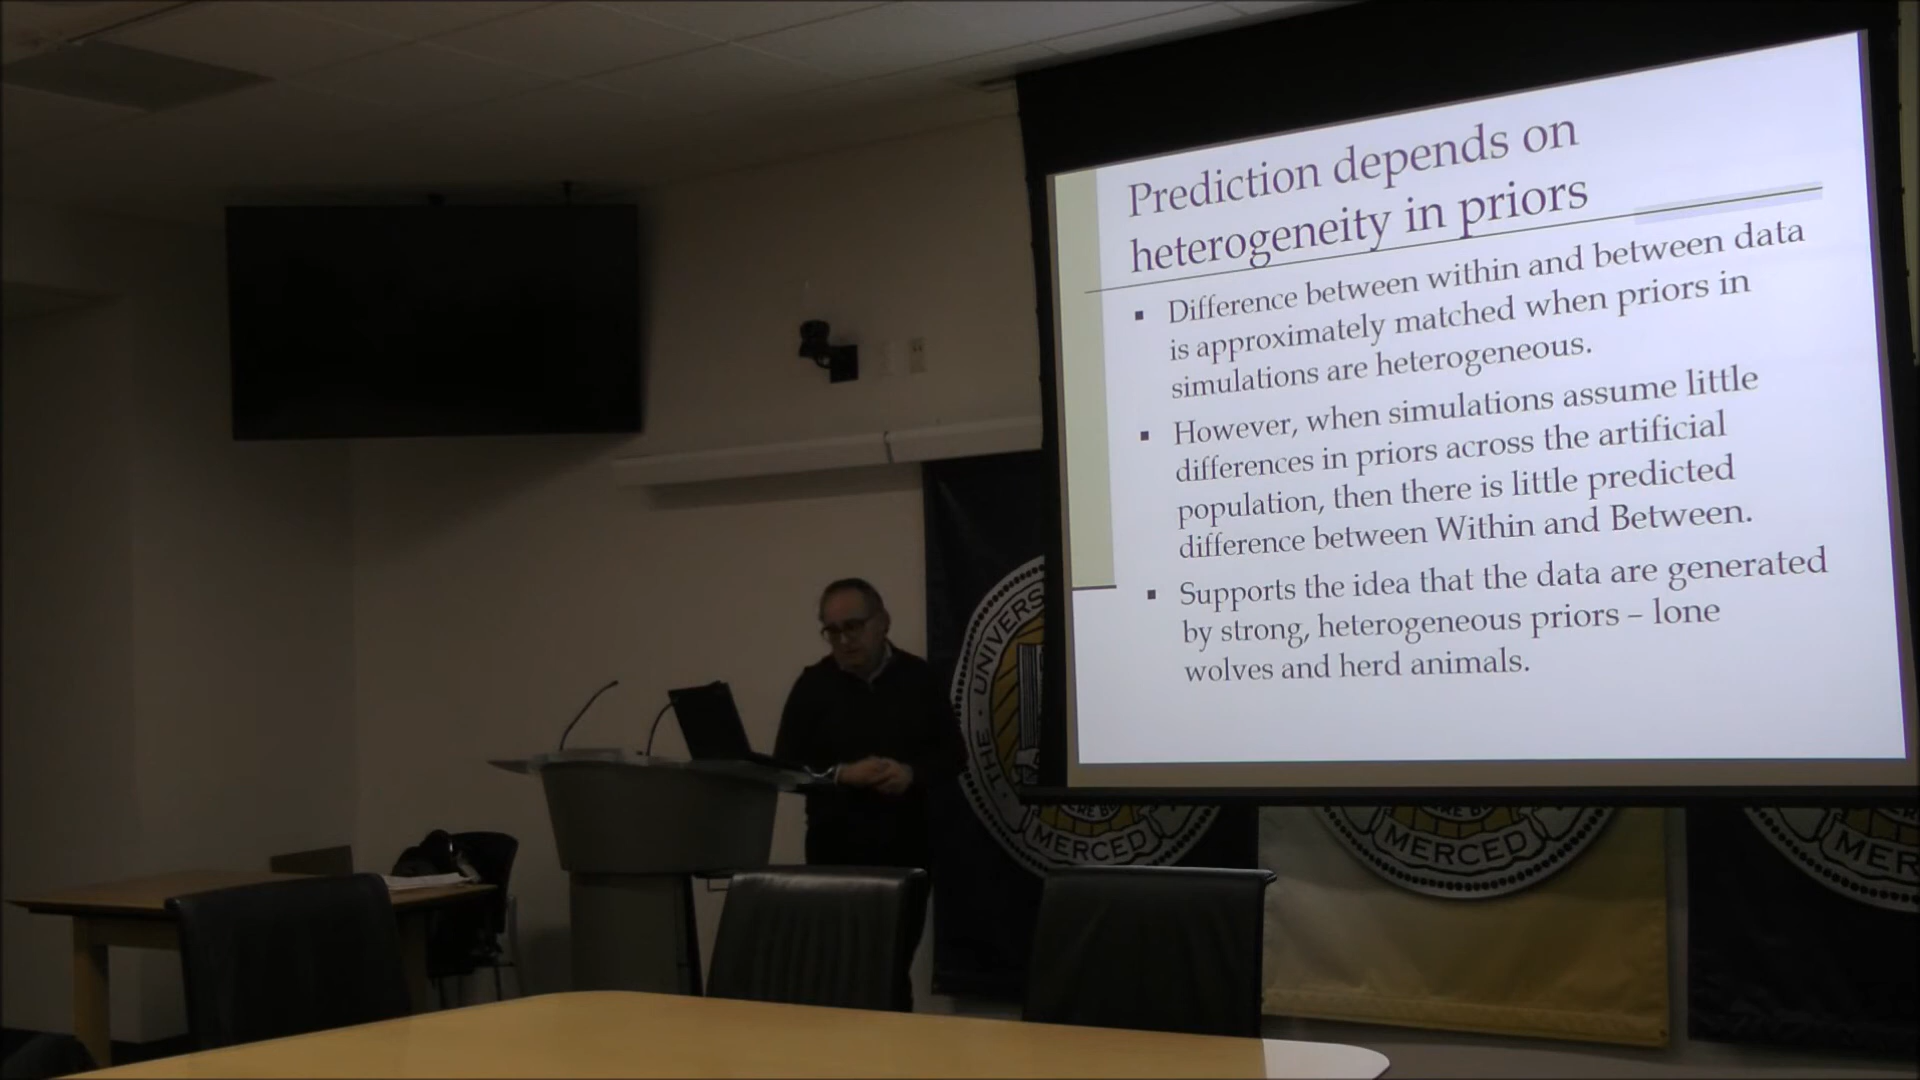 Prediction depends on
heterogeneity in priors
▪ Difference between within and between data
is approximately matched when priors in
simulations are heterogeneous.
▪ However, when simulations assume little
differences in priors across the artificial
population, then there is little predicted
difference between Within and Between.
▪ Supports the idea that the data are generated
by strong, heterogeneous priors – lone
wolves and herd animals.
THE · UNIVERS
MERCED
MERCED
MER